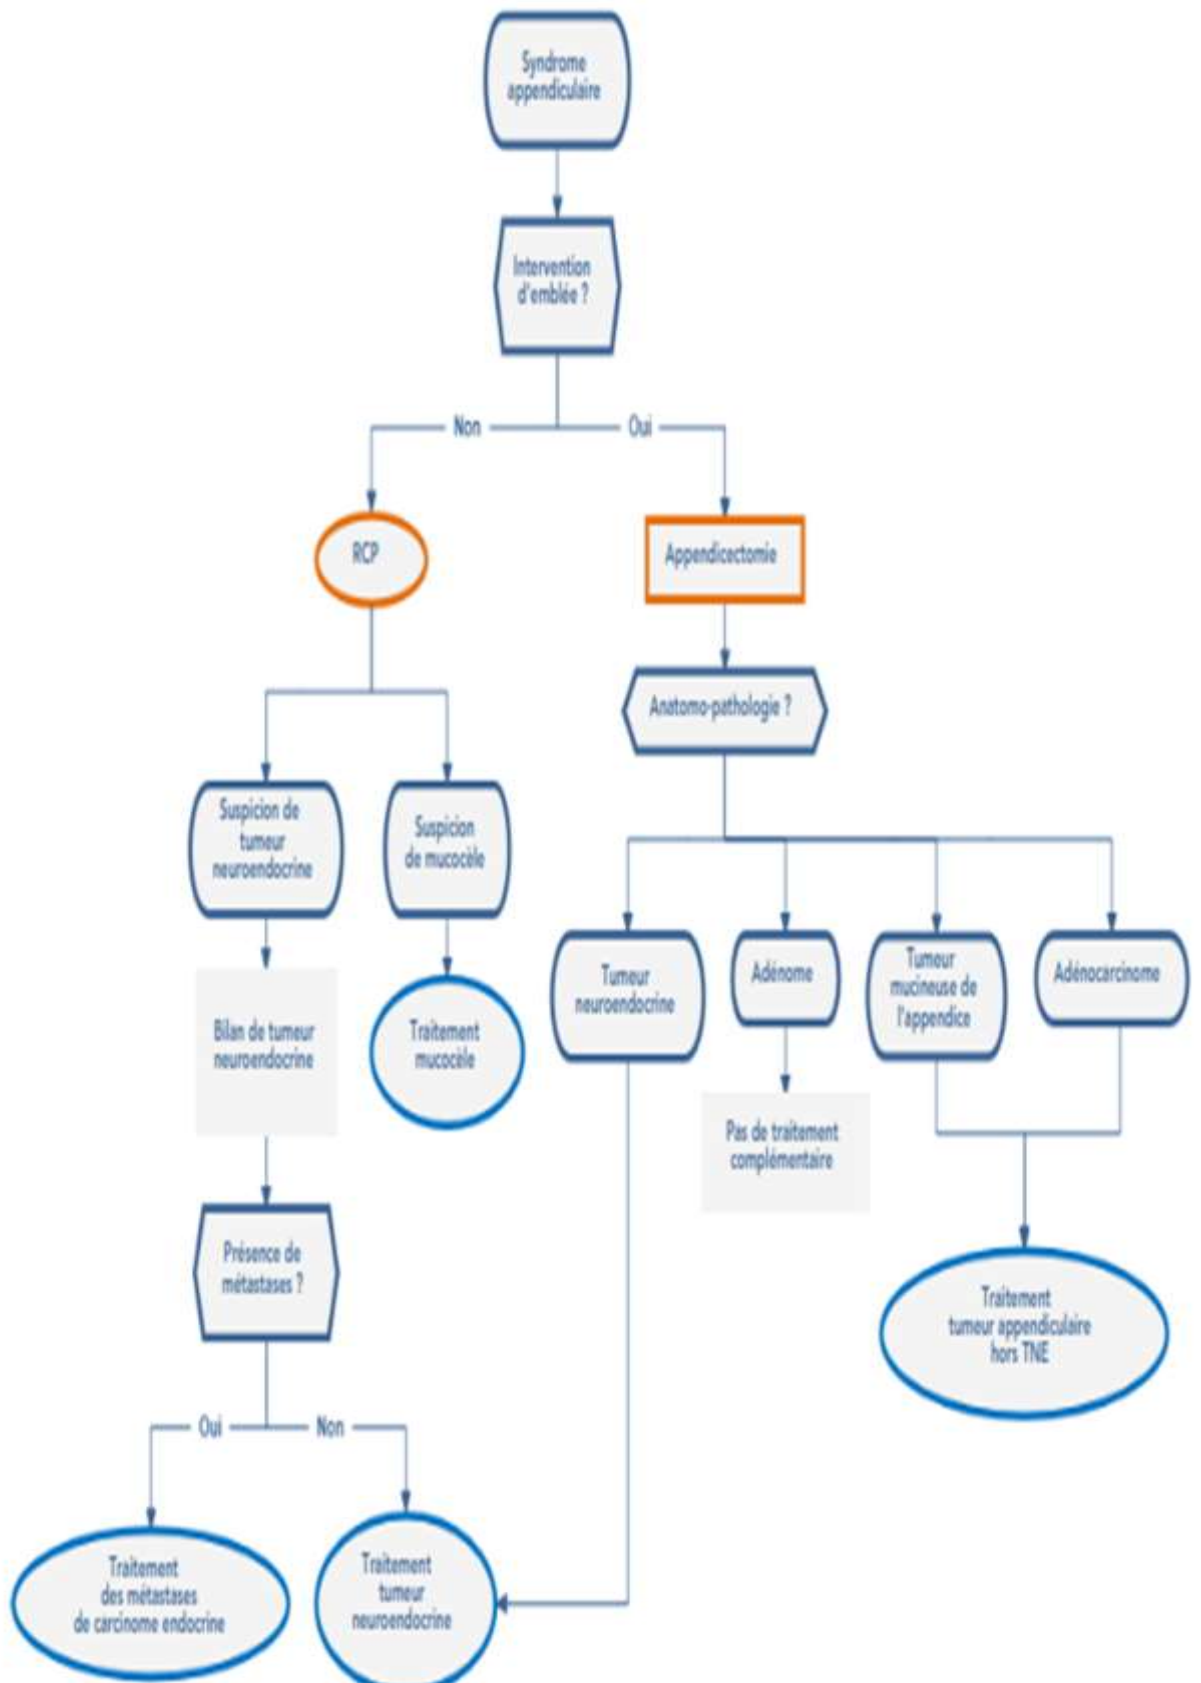 Syndrome
appendiculaire
Intervention
d'emblée ?
Non
Oui
RCP
Appendicectomie
Anatomo-pathologie ?
Suspicion de
tumeur
neuroendocrine
Suspicion
de mucocèle
Tumeur
neuroendocrine
Adénome
Tumeur
mucineuse de
l'appendice
Adénocarcinome
Bilan de tumeur
neuroendocrine
Traitement
mucocèle
Pas de traitement
complémentaire
Présence de
métastases ?
Traitement
tumeur appendiculaire
hors TNE
Oui
Non
Traitement
des métastases
de carcinome endocrine
Traitement
tumeur
neuroendocrine